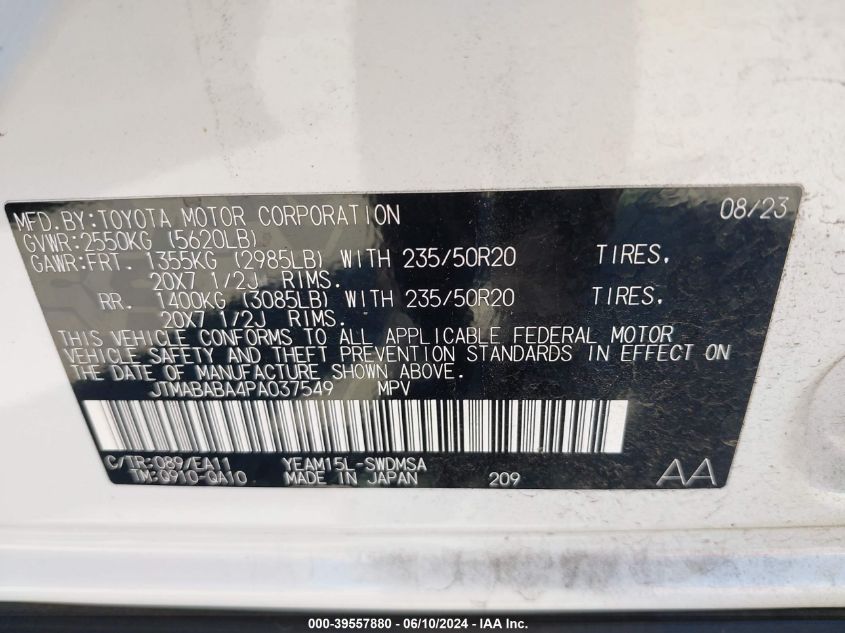 MFD. BY:TOYOTA MOTOR CORPORATION 08/23
GVWR:2550KG (5620LB)
GAWR:FRT. 1355KG (2985LB) WITH 235/50R20 TIRES,
20X7 1/2J RIMS.
RR. 1400KG (3085LB) WITH 235/50R20 TIRES,
20X7 1/2J RIMS.
THIS VEHICLE CONFORMS TO ALL APPLICABLE FEDERAL MOTOR
VEHICLE SAFETY AND THEFT PREVENTION STANDARDS IN EFFECT ON
THE DATE OF MANUFACTURE SHOWN ABOVE.
JTMABABA4PA037549 MPV
C/TR:089/EA11 YEAM15L-SWDMSA
TM:Q910-QA10 MADE IN JAPAN 209 AA
000-39557880 - 06/10/2024 - IAA Inc.